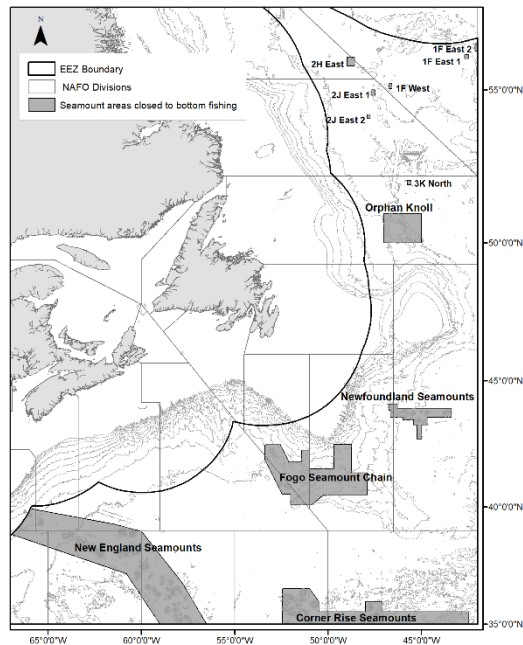 N
EEZ Boundary
NAFO Divisions
Seamount areas closed to bottom fishing
1F East 2
1F East 1
2H East
1F West
2J East 1
2J East 2
3K North
Orphan Knoll
Newfoundland Seamounts
Fogo Seamount Chain
New England Seamounts
Corner Rise Seamounts
55°0'0"N
50°0'0"N
45°0'0"N
40°0'0"N
35°0'0"N
65°0'0"W
60°0'0"W
55°0'0"W
50°0'0"W
45°0'0"W